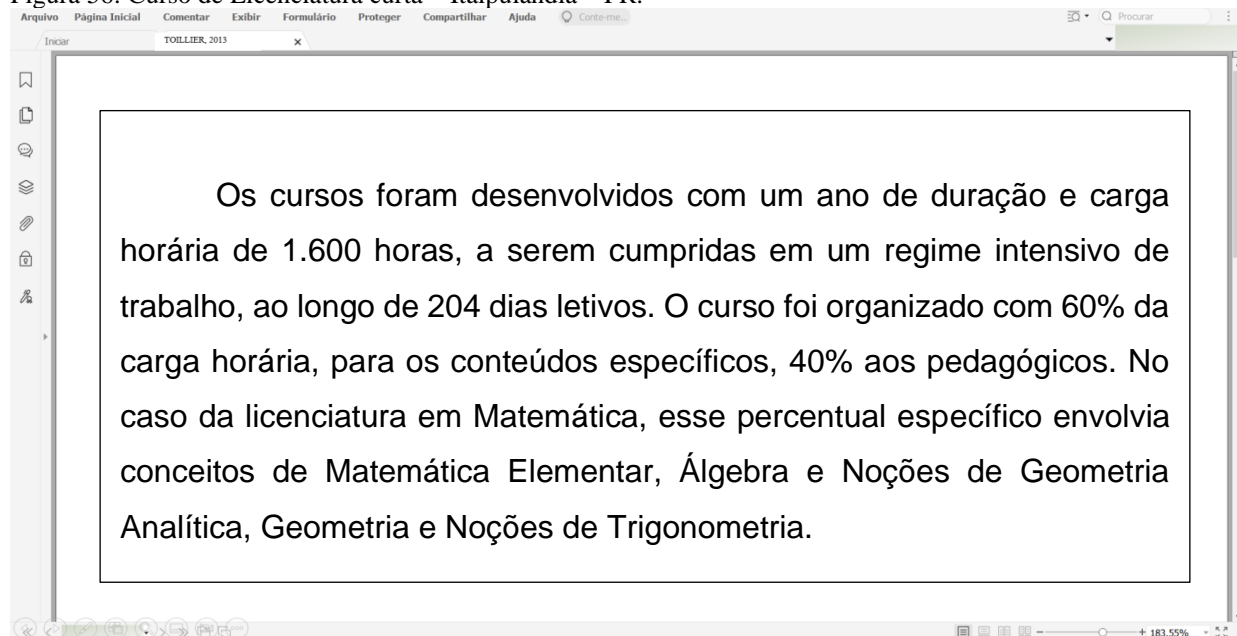 Figura 38: Curso de Licenciatura curta – Itaipulândia – PR.
Arquivo Página Inicial Comentar Exibir Formulário Proteger Compartilhar Ajuda Conte-me... Procurar
Iniciar TOILLIER, 2013
Os cursos foram desenvolvidos com um ano de duração e carga
horária de 1.600 horas, a serem cumpridas em um regime intensivo de
trabalho, ao longo de 204 dias letivos. O curso foi organizado com 60% da
carga horária, para os conteúdos específicos, 40% aos pedagógicos. No
caso da licenciatura em Matemática, esse percentual específico envolvia
conceitos de Matemática Elementar, Álgebra e Noções de Geometria
Analítica, Geometria e Noções de Trigonometria.
183.55%